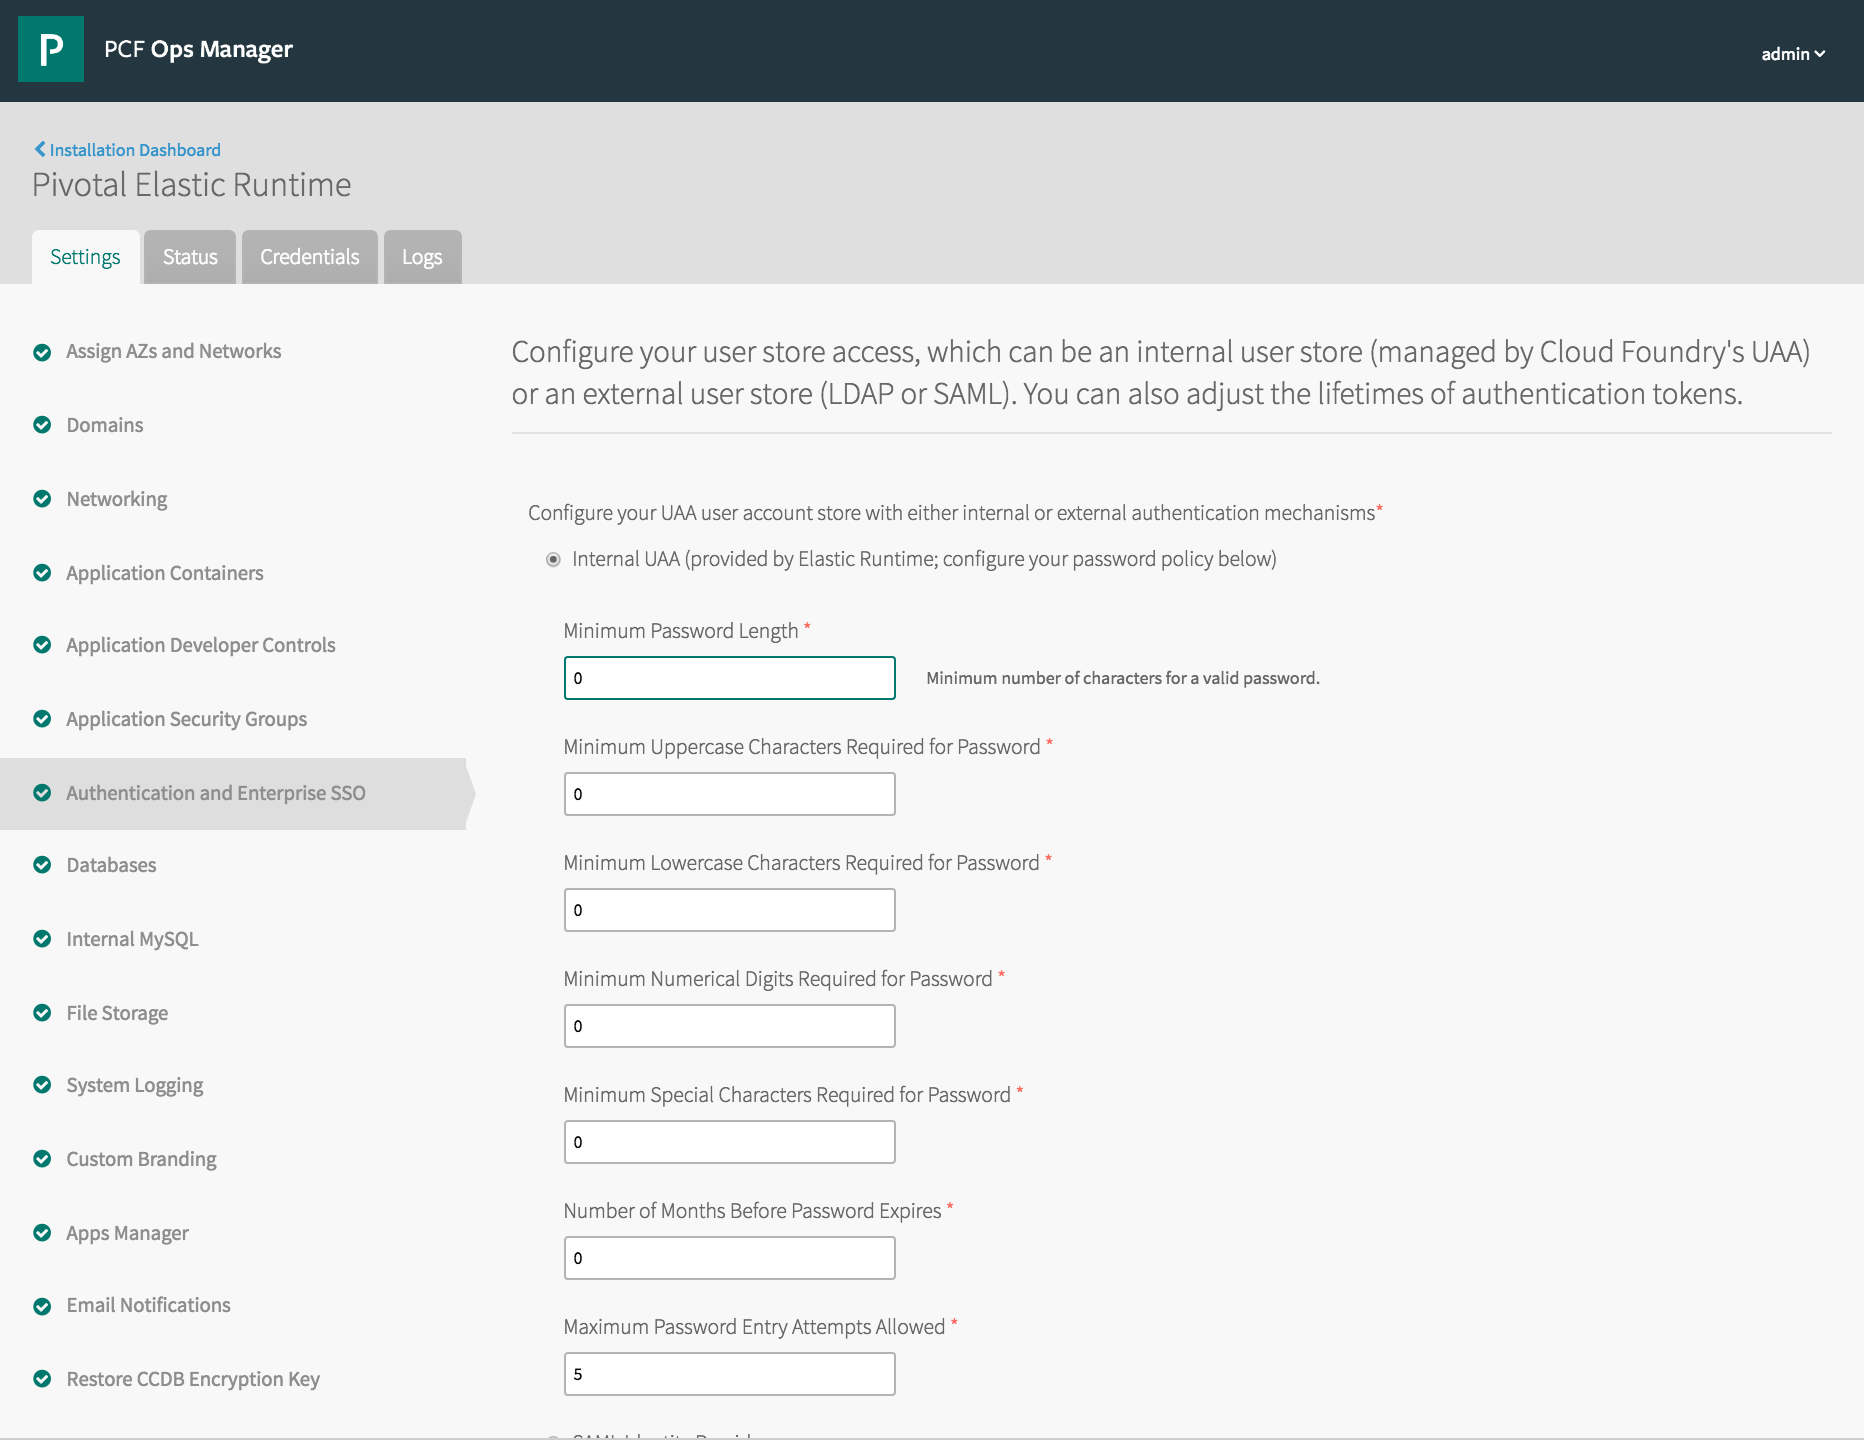 P
PCF Ops Manager
admin
Installation Dashboard
Pivotal Elastic Runtime
Settings
Status
Credentials
Logs
Assign AZs and Networks
Domains
Networking
Application Containers
Application Developer Controls
Application Security Groups
Authentication and Enterprise SSO
Databases
Internal MySQL
File Storage
System Logging
Custom Branding
Apps Manager
Email Notifications
Restore CCDB Encryption Key
Configure your user store access, which can be an internal user store (managed by Cloud Foundry's UAA)
or an external user store (LDAP or SAML). You can also adjust the lifetimes of authentication tokens.
Configure your UAA user account store with either internal or external authentication mechanisms*
Internal UAA (provided by Elastic Runtime; configure your password policy below)
Minimum Password Length *
0
Minimum number of characters for a valid password.
Minimum Uppercase Characters Required for Password *
0
Minimum Lowercase Characters Required for Password *
0
Minimum Numerical Digits Required for Password *
0
Minimum Special Characters Required for Password *
0
Number of Months Before Password Expires *
0
Maximum Password Entry Attempts Allowed *
5